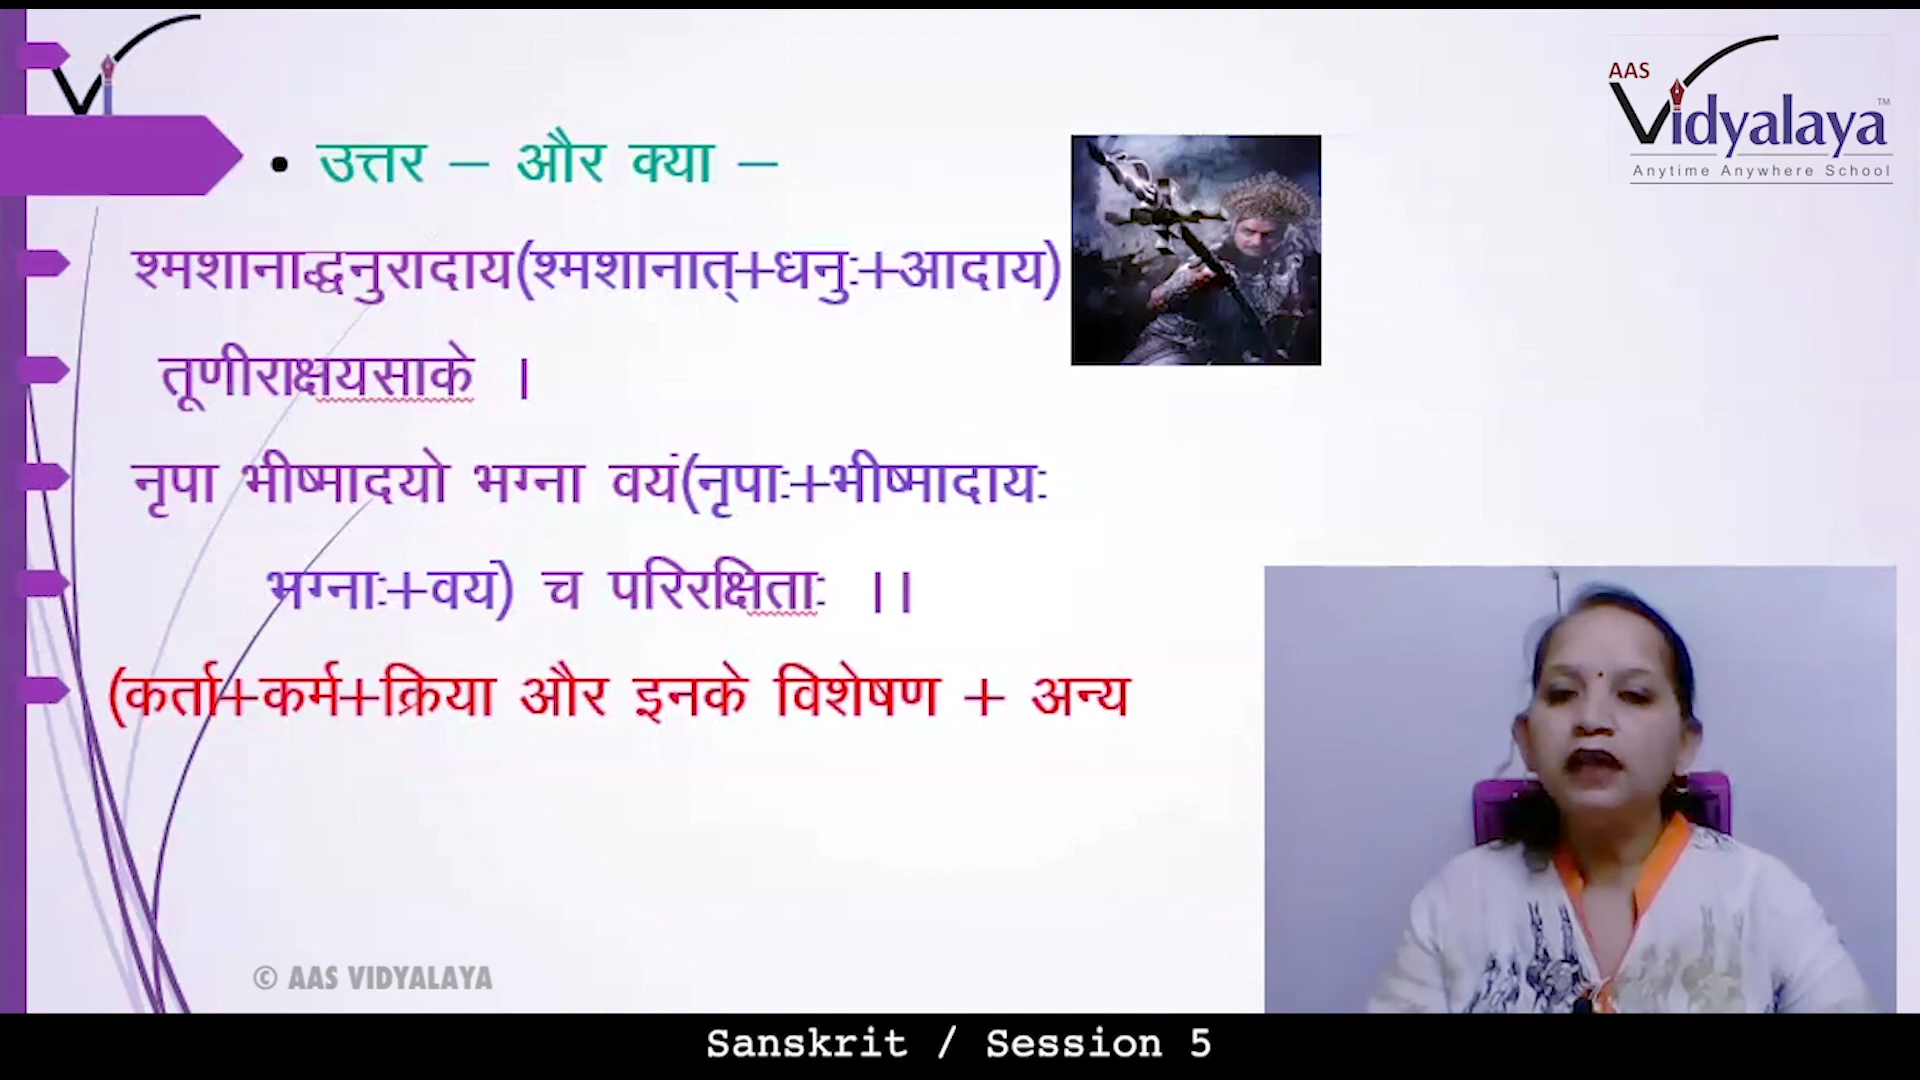 AAS
Vidyalaya™
Anytime Anywhere School
• उत्तर – और क्या –
श्मशानाद्धनुरादाय(श्मशानात्+धनुः+आदाय)
तूणीराक्षयसाके ।
नृपा भीष्मादयो भग्ना वयं(नृपाः+भीष्मादायः
भग्नाः+वयं) च परिरक्षिताः ।।
(कर्ता+कर्म+क्रिया और इनके विशेषण + अन्य
© AAS VIDYALAYA
Sanskrit / Session 5